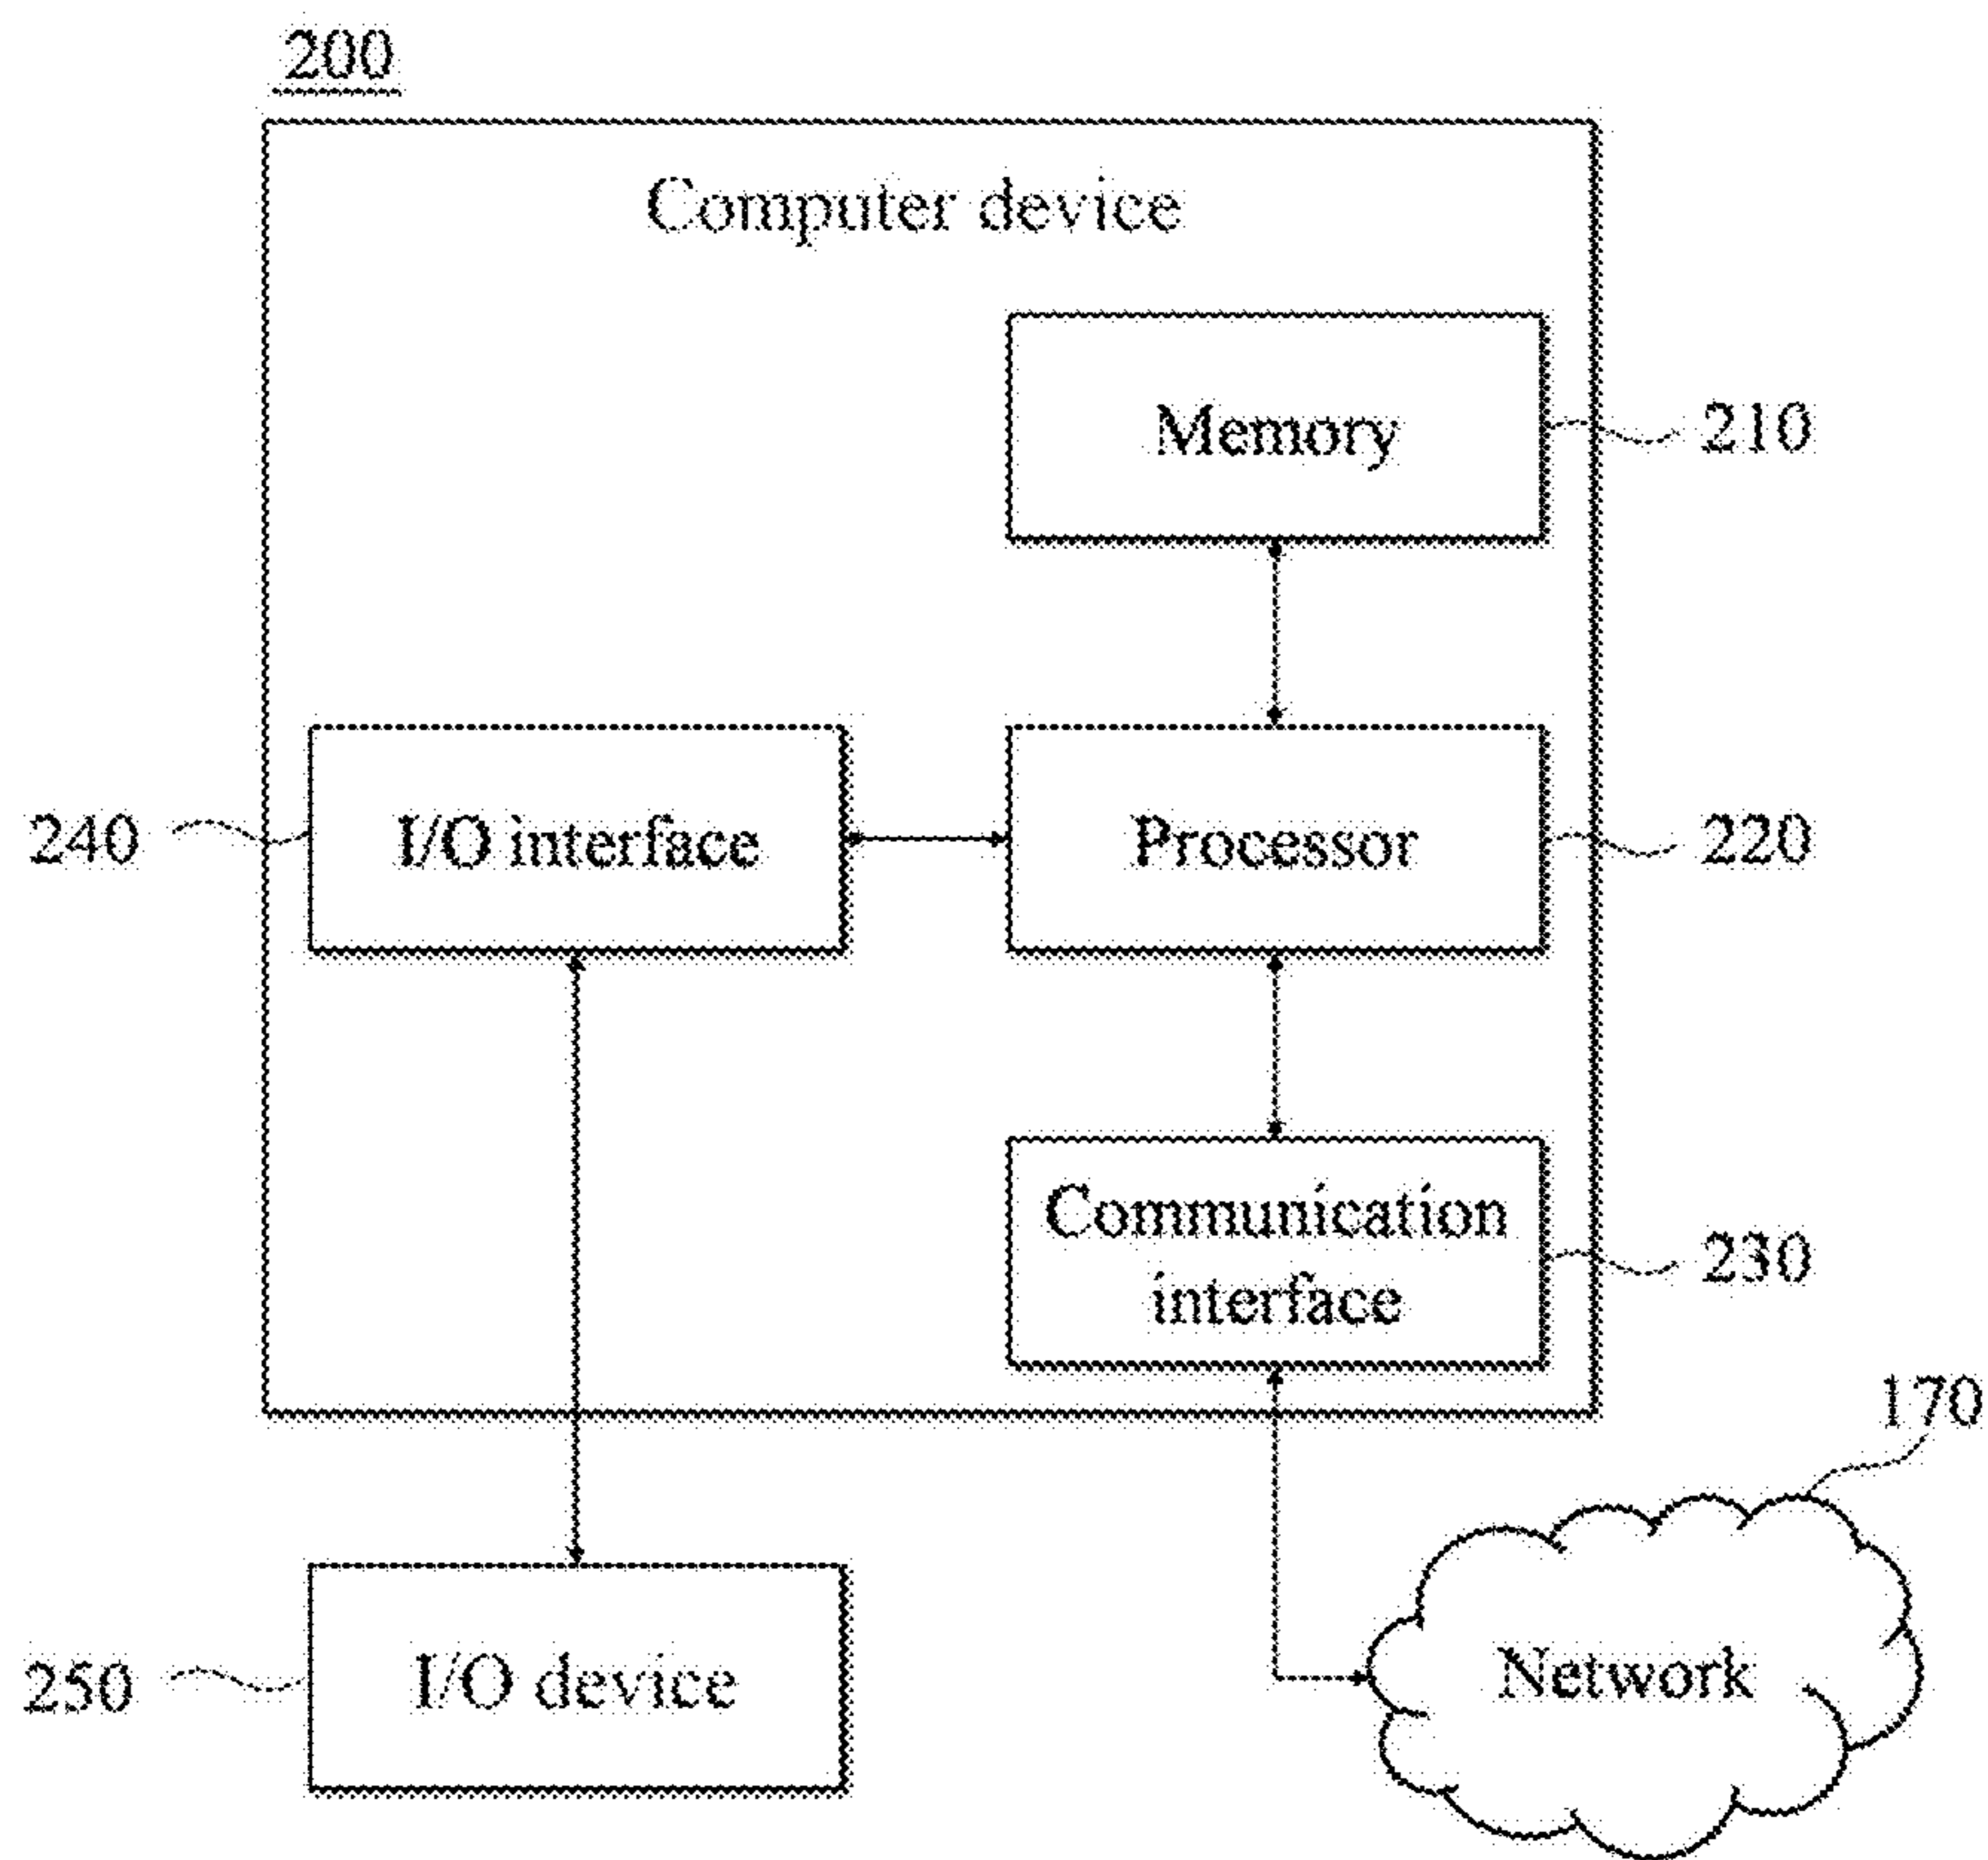 200
Computer device
Memory
210
240
I/O interface
Processor
220
Communication
interface
230
170
250
I/O device
Network